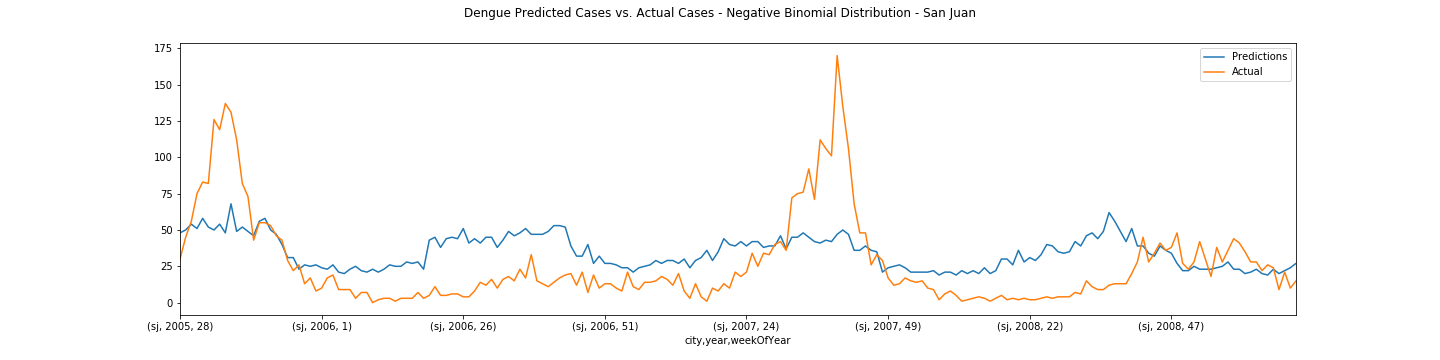 Dengue Predicted Cases vs. Actual Cases - Negative Binomial Distribution - San Juan
175
150
125
100
75
50
25
0
Predictions
Actual
(sj, 2005, 28) (sj, 2006, 1) (sj, 2006, 26) (sj, 2006, 51) (sj, 2007, 24) (sj, 2007, 49) (sj, 2008, 22) (sj, 2008, 47)
city,year,weekOfYear